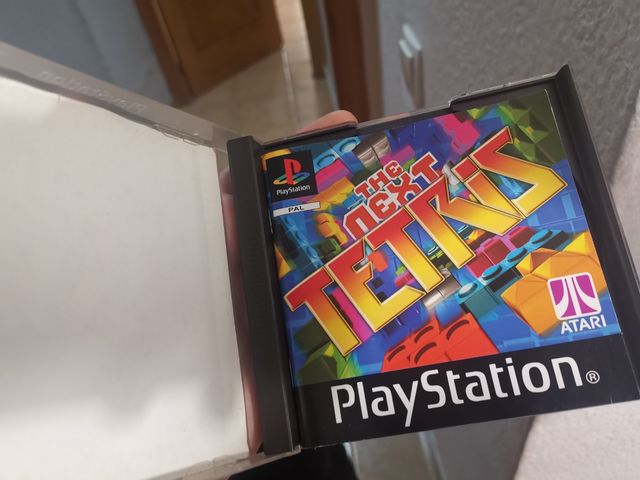 PlayStation
PAL
THE
NEXT
TETRiS
ATARI
PlayStation®